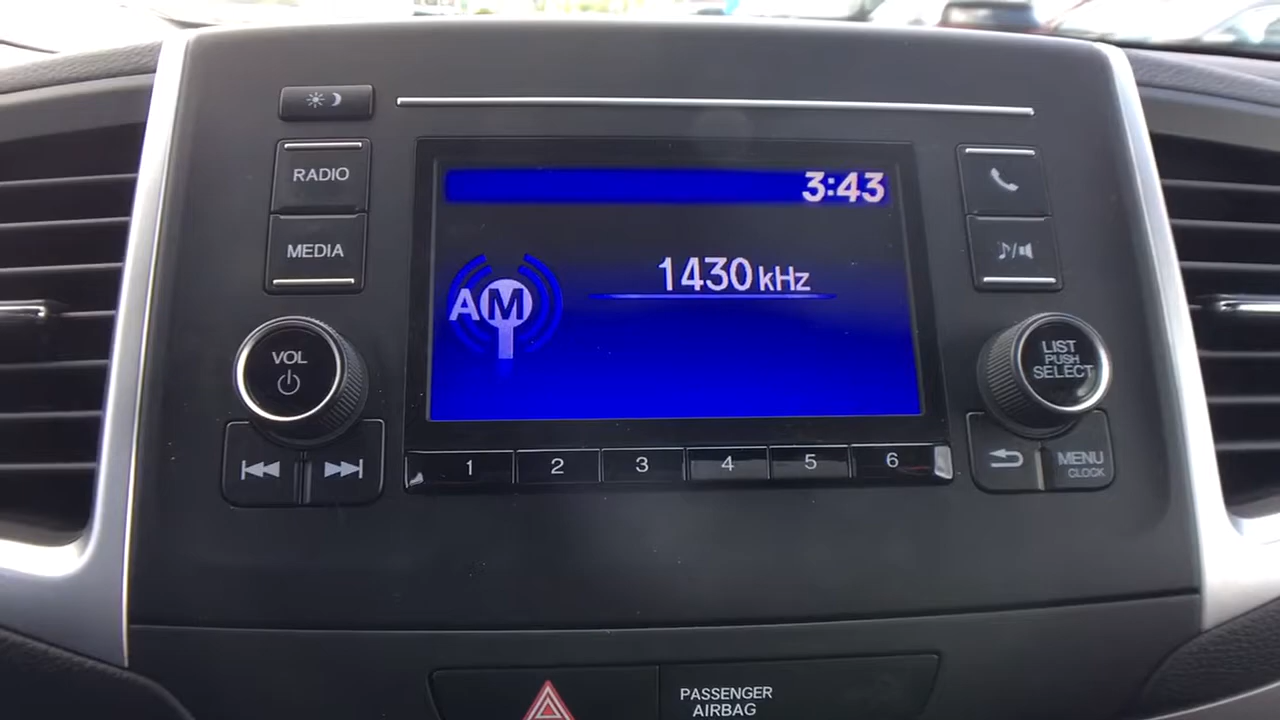 RADIO
MEDIA
VOL
3:43
AM
1430 kHz
LIST
PUSH
SELECT
1 2 3 4 5 6
MENU
CLOCK
PASSENGER
AIRBAG